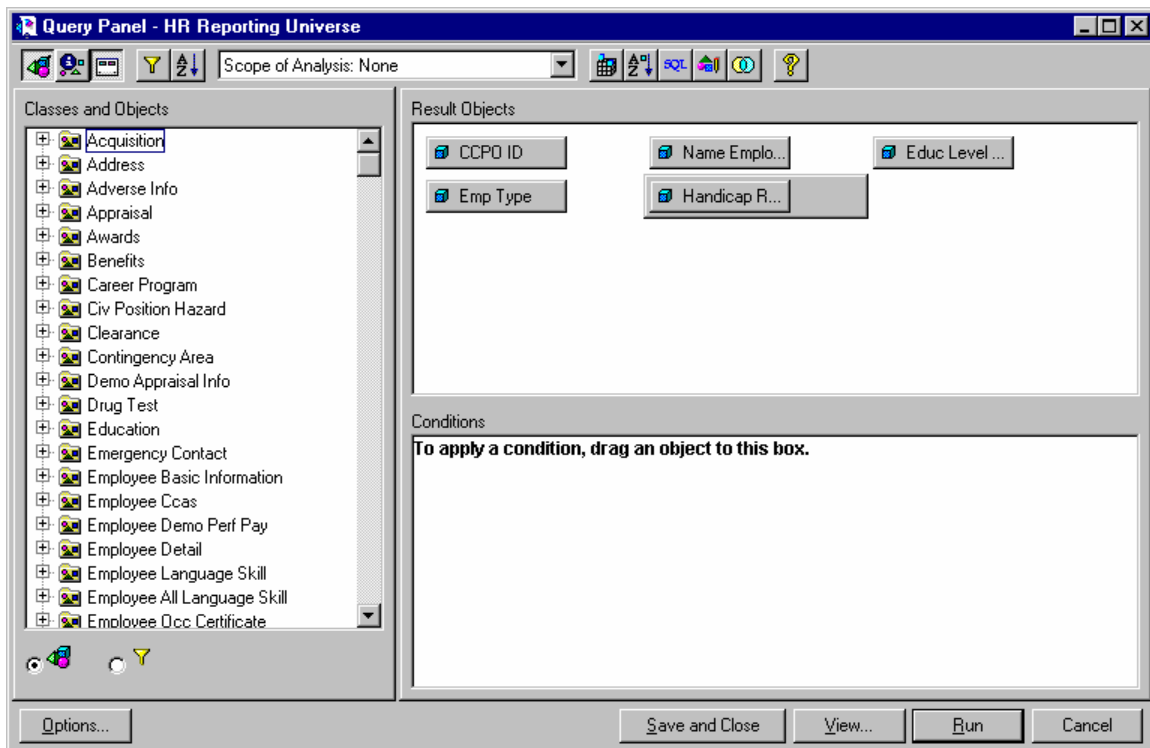 Query Panel - HR Reporting Universe
Scope of Analysis: None
SQL
Classes and Objects
Acquisition
Address
Adverse Info
Appraisal
Awards
Benefits
Career Program
Civ Position Hazard
Clearance
Contingency Area
Demo Appraisal Info
Drug Test
Education
Emergency Contact
Employee Basic Information
Employee Ccas
Employee Demo Perf Pay
Employee Detail
Employee Language Skill
Employee All Language Skill
Employee Occ Certificate
Result Objects
CCPO ID
Name Emplo...
Educ Level ...
Emp Type
Handicap R...
Conditions
To apply a condition, drag an object to this box.
Options...
Save and Close
View...
Run
Cancel